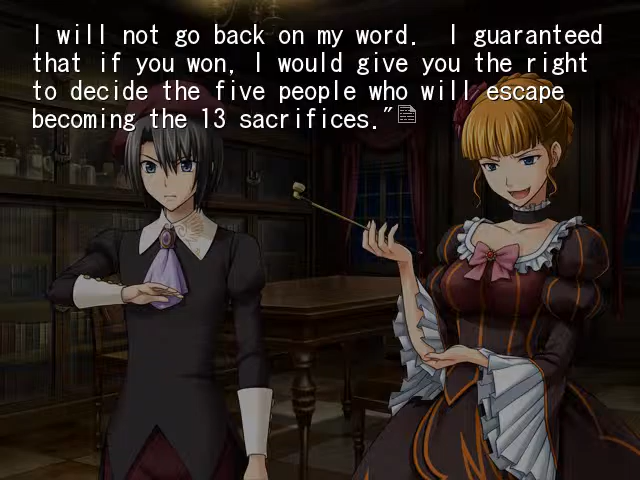 I will not go back on my word.  I guaranteed
that if you won, I would give you the right
to decide the five people who will escape
becoming the 13 sacrifices."